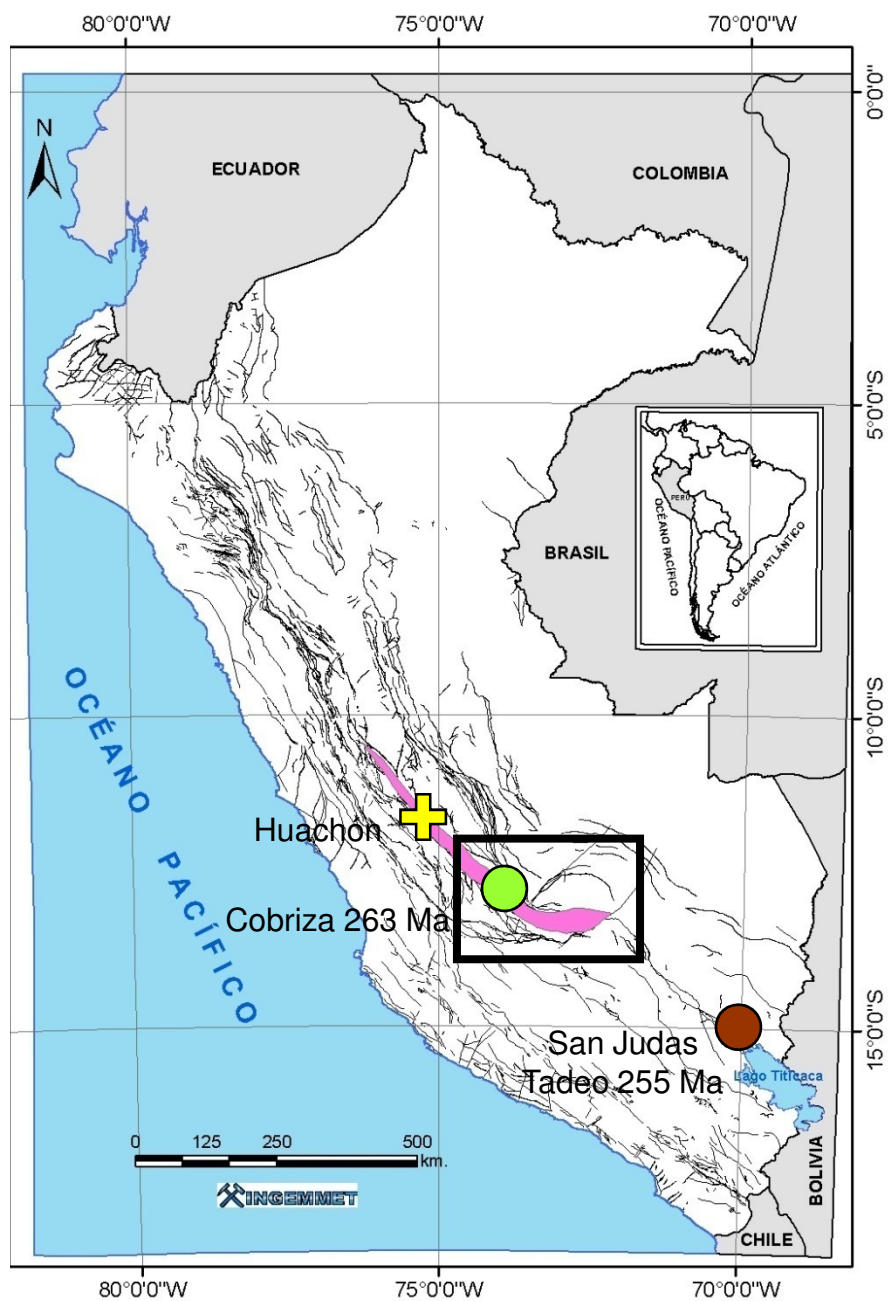 80°0'0"W 75°0'0"W 70°0'0"W
0°0'0"
N
ECUADOR
COLOMBIA
5°0'0"S
BRASIL
PERÚ
OCÉANO PACÍFICO
OCÉANO ATLÁNTICO
10°0'0"S
OCÉANO PACÍFICO
Huachón
Cobriza 263 Ma
San Judas
Tadeo 255 Ma
Lago Titicaca
15°0'0"S
0 125 250 500
km.
INGEMMET
BOLIVIA
CHILE
80°0'0"W 75°0'0"W 70°0'0"W